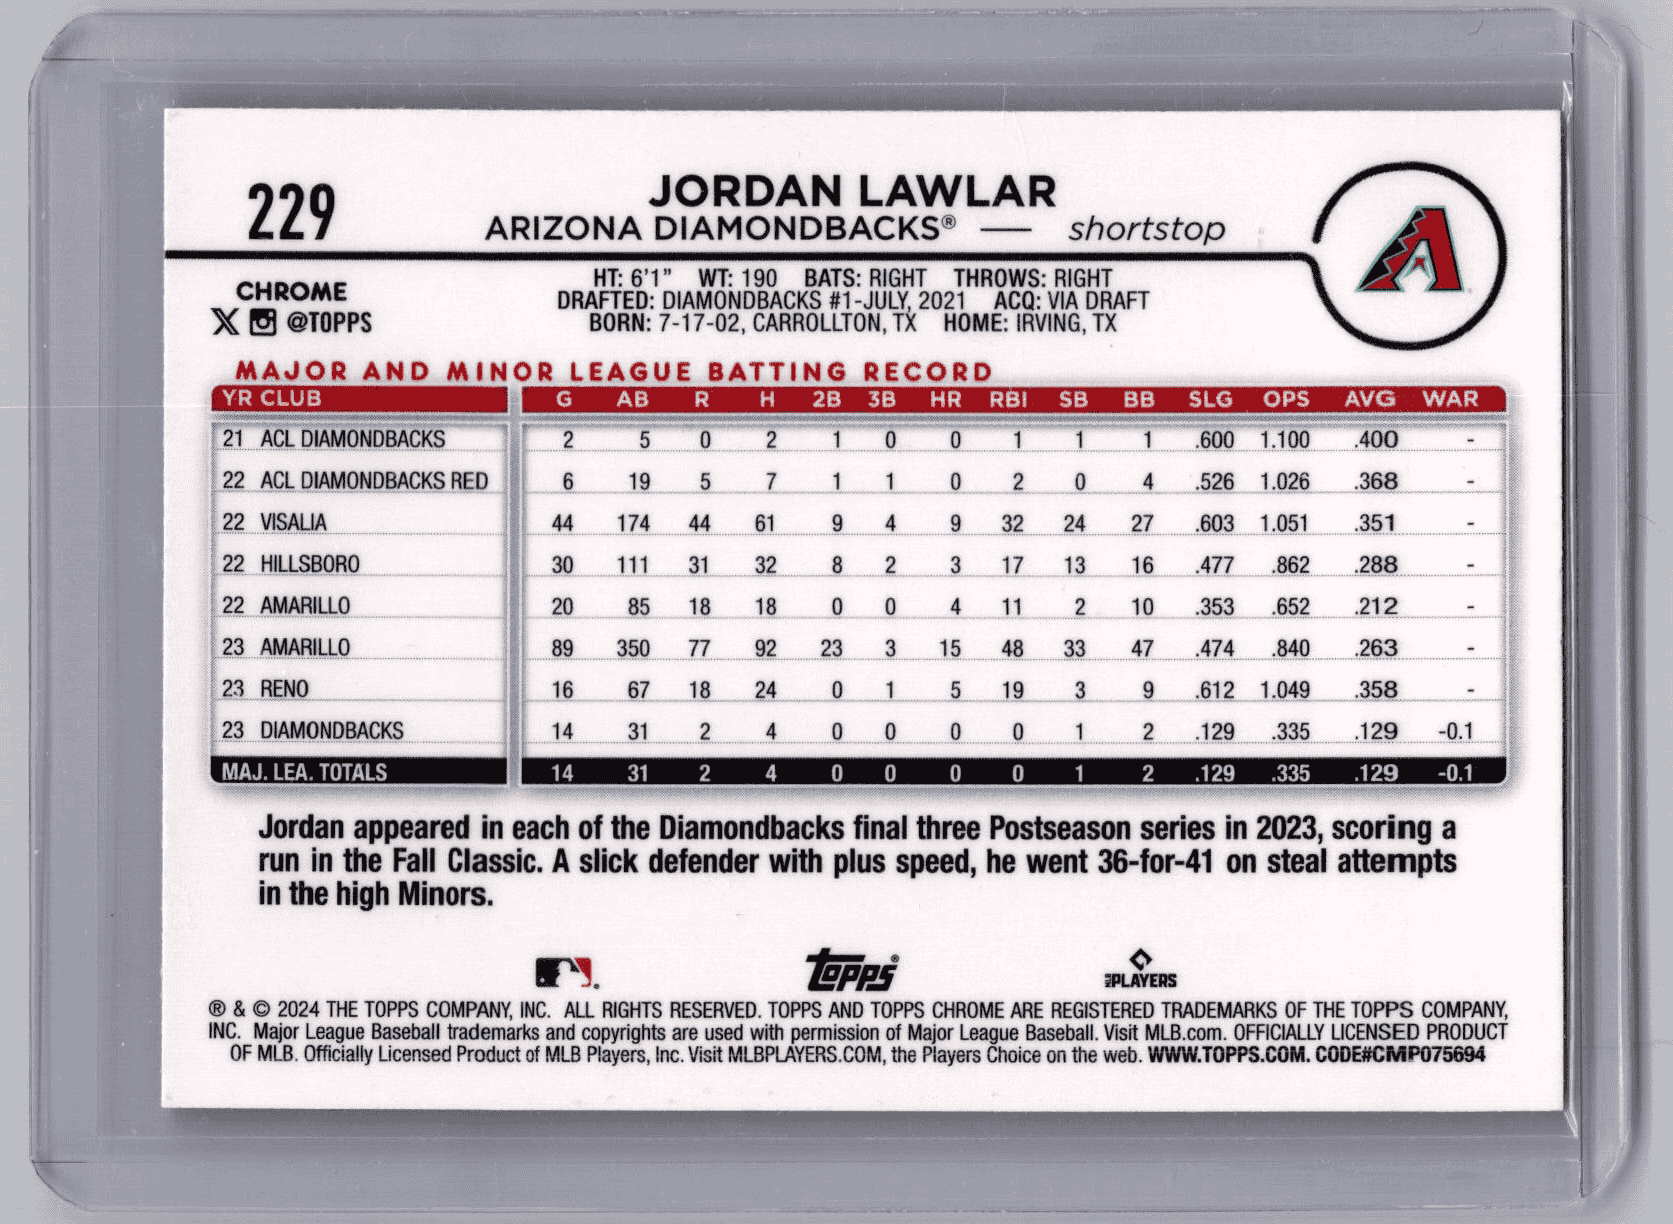 229
JORDAN LAWLAR
ARIZONA DIAMONDBACKS® — shortstop
CHROME
@TOPPS
HT: 6'1" WT: 190 BATS: RIGHT THROWS: RIGHT
DRAFTED: DIAMONDBACKS #1-JULY, 2021 ACQ: VIA DRAFT
BORN: 7-17-02, CARROLLTON, TX HOME: IRVING, TX
MAJOR AND MINOR LEAGUE BATTING RECORD
YR CLUB G AB R H 2B 3B HR RBI SB BB SLG OPS AVG WAR
21 ACL DIAMONDBACKS 2 5 0 2 1 0 0 1 1 1 .600 1.100 .400 -
22 ACL DIAMONDBACKS RED 6 19 5 7 1 1 0 2 0 4 .526 1.026 .368 -
22 VISALIA 44 174 44 61 9 4 9 32 24 27 .603 1.051 .351 -
22 HILLSBORO 30 111 31 32 8 2 3 17 13 16 .477 .862 .288 -
22 AMARILLO 20 85 18 18 0 0 4 11 2 10 .353 .652 .212 -
23 AMARILLO 89 350 77 92 23 3 15 48 33 47 .474 .840 .263 -
23 RENO 16 67 18 24 0 1 5 19 3 9 .612 1.049 .358 -
23 DIAMONDBACKS 14 31 2 4 0 0 0 0 1 2 .129 .335 .129 -0.1
MAJ. LEA. TOTALS 14 31 2 4 0 0 0 0 1 2 .129 .335 .129 -0.1
Jordan appeared in each of the Diamondbacks final three Postseason series in 2023, scoring a
run in the Fall Classic. A slick defender with plus speed, he went 36-for-41 on steal attempts
in the high Minors.
Topps®
MLB PLAYERS
® & © 2024 THE TOPPS COMPANY, INC. ALL RIGHTS RESERVED. TOPPS AND TOPPS CHROME ARE REGISTERED TRADEMARKS OF THE TOPPS COMPANY,
INC. Major League Baseball trademarks and copyrights are used with permission of Major League Baseball. Visit MLB.com. OFFICIALLY LICENSED PRODUCT
OF MLB. Officially Licensed Product of MLB Players, Inc. Visit MLBPLAYERS.COM, the Players Choice on the web. WWW.TOPPS.COM. CODE#CMP075694